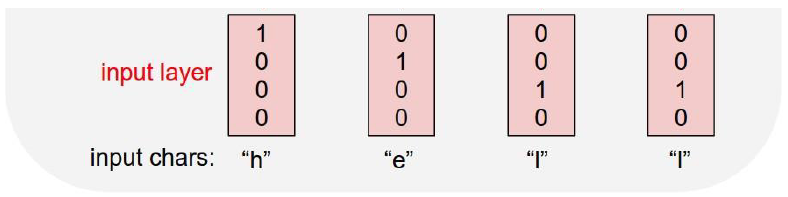 1 0 0 0
0 1 0 0
input layer
0 0 1 1
0 0 0 0
input chars: “h” “e” “l” “l”